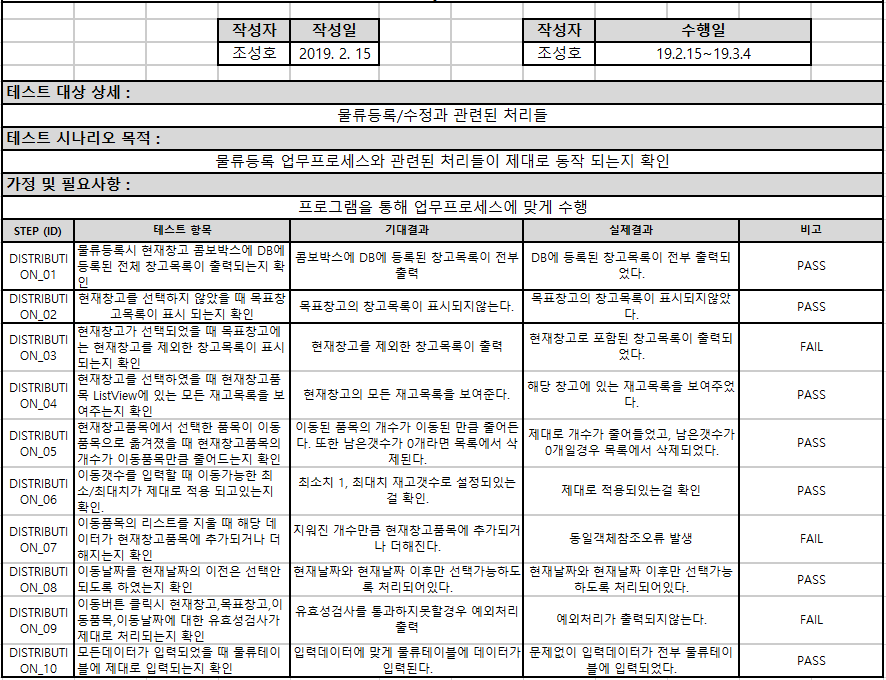 작성자 작성일 작성자 수행일
조성호 2019. 2. 15 조성호 19.2.15~19.3.4
테스트 대상 상세 :
물류등록/수정과 관련된 처리들
테스트 시나리오 목적 :
물류등록 업무프로세스와 관련된 처리들이 제대로 동작 되는지 확인
가정 및 필요사항 :
프로그램을 통해 업무프로세스에 맞게 수행
STEP (ID) 테스트 항목 기대결과 실제결과 비고
DISTRIBUTI
ON_01
물류등록시 현재창고 콤보박스에 DB에
등록된 전체 창고목록이 출력되는지 확
인
콤보박스에 DB에 등록된 창고목록이 전부
출력
DB에 등록된 창고목록이 전부 출력되
었다.
PASS
DISTRIBUTI
ON_02
현재창고를 선택하지 않았을 때 목표창
고목록이 표시 되는지 확인
목표창고의 창고목록이 표시되지않는다.
목표창고의 창고목록이 표시되지않았
다.
PASS
DISTRIBUTI
ON_03
현재창고가 선택되었을 때 목표창고에
는 현재창고를 제외한 창고목록이 표시
되는지 확인
현재창고를 제외한 창고목록이 출력
현재창고로 포함된 창고목록이 출력되
었다.
FAIL
DISTRIBUTI
ON_04
현재창고를 선택하였을 때 현재창고품
목 ListView에 있는 모든 재고목록을 보
여주는지 확인
현재창고의 모든 재고목록을 보여준다.
해당 창고에 있는 재고목록을 보여주었
다.
PASS
DISTRIBUTI
ON_05
현재창고품목에서 선택한 품목이 이동
품목으로 옮겨졌을 때 현재창고품목의
개수가 이동품목만큼 줄어드는지 확인
이동된 품목의 개수가 이동된 만큼 줄어든
다. 또한 남은갯수가 0개라면 목록에서 삭
제된다.
제대로 개수가 줄어들었고, 남은갯수가
0개일경우 목록에서 삭제되었다.
PASS
DISTRIBUTI
ON_06
이동갯수를 입력할 때 이동가능한 최
소/최대치가 제대로 적용 되고있는지
확인.
최소치 1, 최대치 재고갯수로 설정되있는
걸 확인.
제대로 적용되있는걸 확인
PASS
DISTRIBUTI
ON_07
이동품목의 리스트를 지울 때 해당 데
이터가 현재창고품목에 추가되거나 더
해지는지 확인
지워진 개수만큼 현재창고품목에 추가되거
나 더해진다.
동일객체참조오류 발생
FAIL
DISTRIBUTI
ON_08
이동날짜를 현재날짜의 이전은 선택안
되도록 하였는지 확인
현재날짜와 현재날짜 이후만 선택가능하도
록 처리되어있다.
현재날짜와 현재날짜 이후만 선택가능
하도록 처리되어있다.
PASS
DISTRIBUTI
ON_09
이동버튼 클릭시 현재창고,목표창고,이
동품목,이동날짜에 대한 유효성검사가
제대로 처리되는지 확인
유효성검사를 통과하지못할경우 예외처리
출력
예외처리가 출력되지않는다.
FAIL
DISTRIBUTI
ON_10
모든데이터가 입력되었을 때 물류테이
블에 제대로 입력되는지 확인
입력데이터에 맞게 물류테이블에 데이터가
입력된다.
문제없이 입력데이터가 전부 물류테이
블에 입력되었다.
PASS